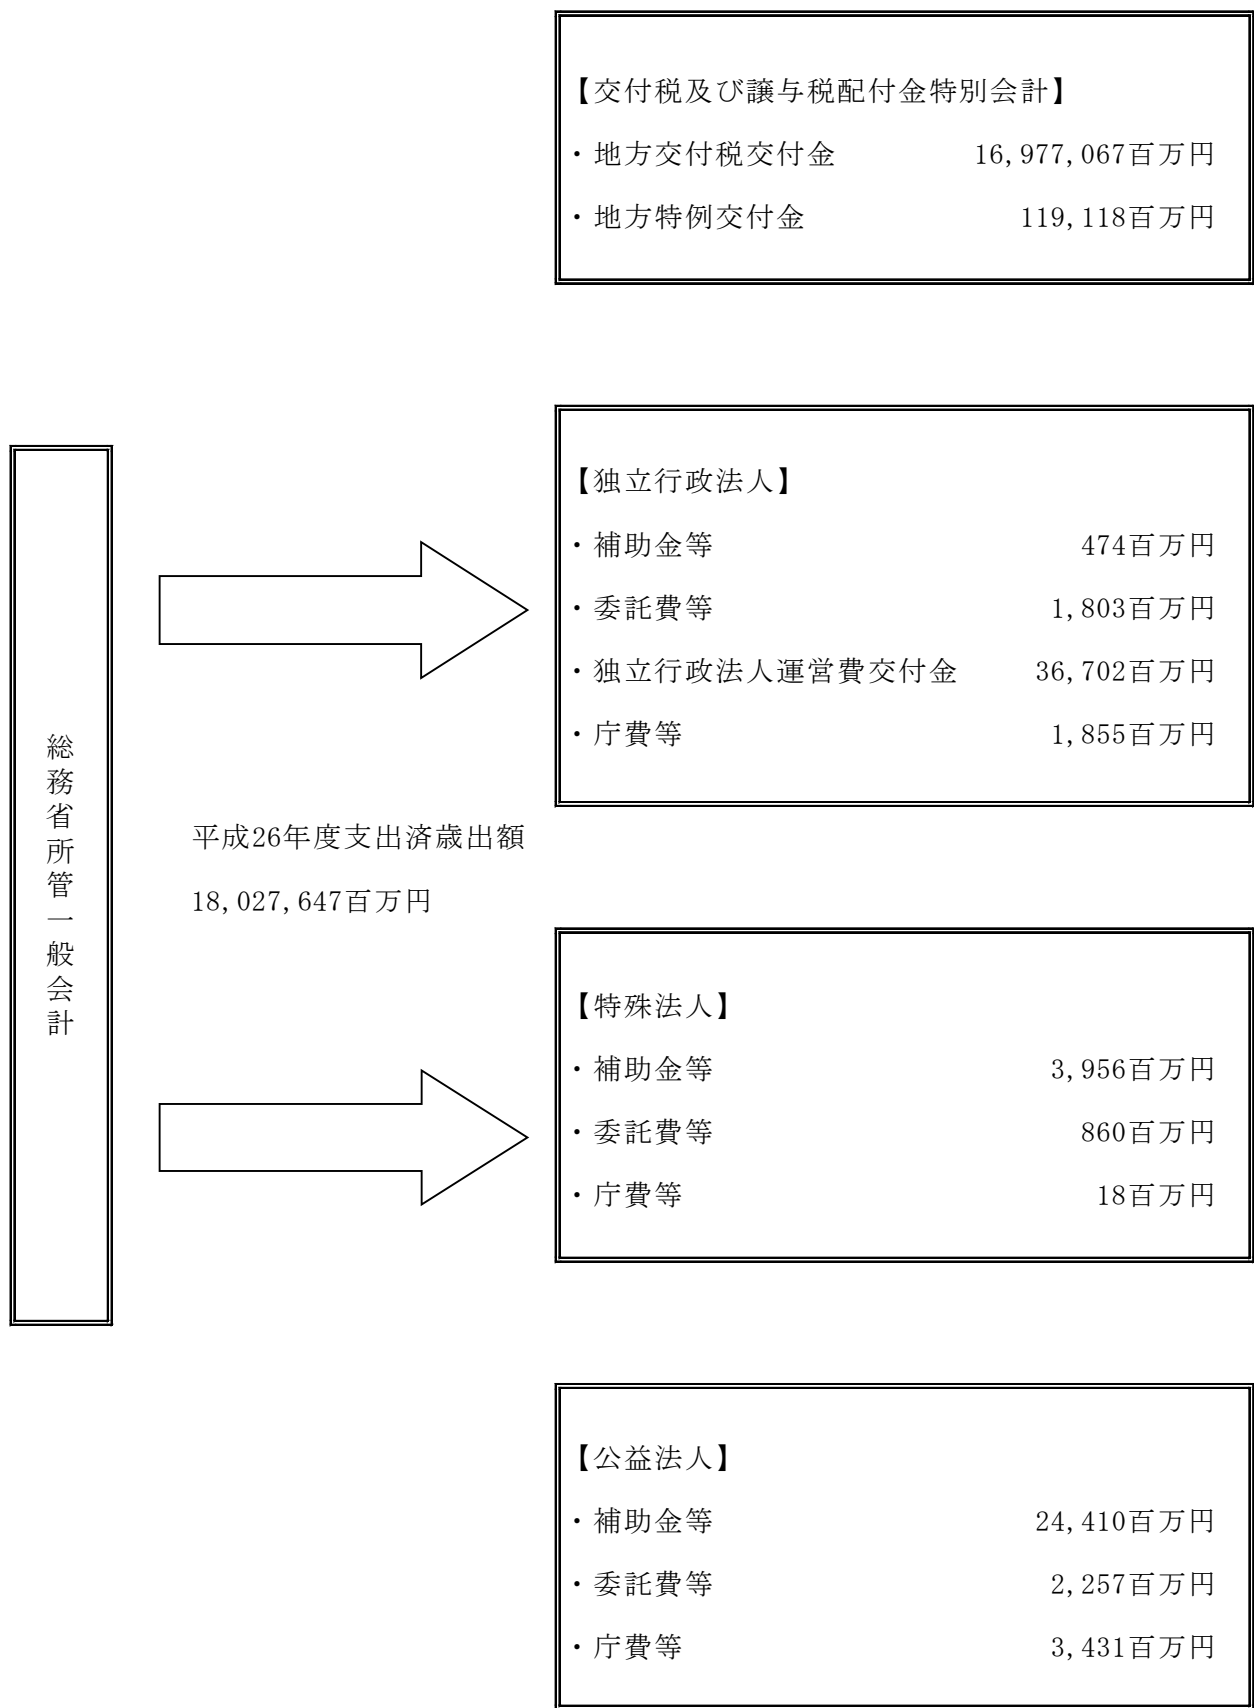 【交付税及び譲与税配付金特別会計】
・地方交付税交付金 16,977,067百万円
・地方特例交付金 119,118百万円
【独立行政法人】
・補助金等 474百万円
・委託費等 1,803百万円
・独立行政法人運営費交付金 36,702百万円
・庁費等 1,855百万円
総務省所管一般会計
平成26年度支出済歳出額
18,027,647百万円
【特殊法人】
・補助金等 3,956百万円
・委託費等 860百万円
・庁費等 18百万円
【公益法人】
・補助金等 24,410百万円
・委託費等 2,257百万円
・庁費等 3,431百万円